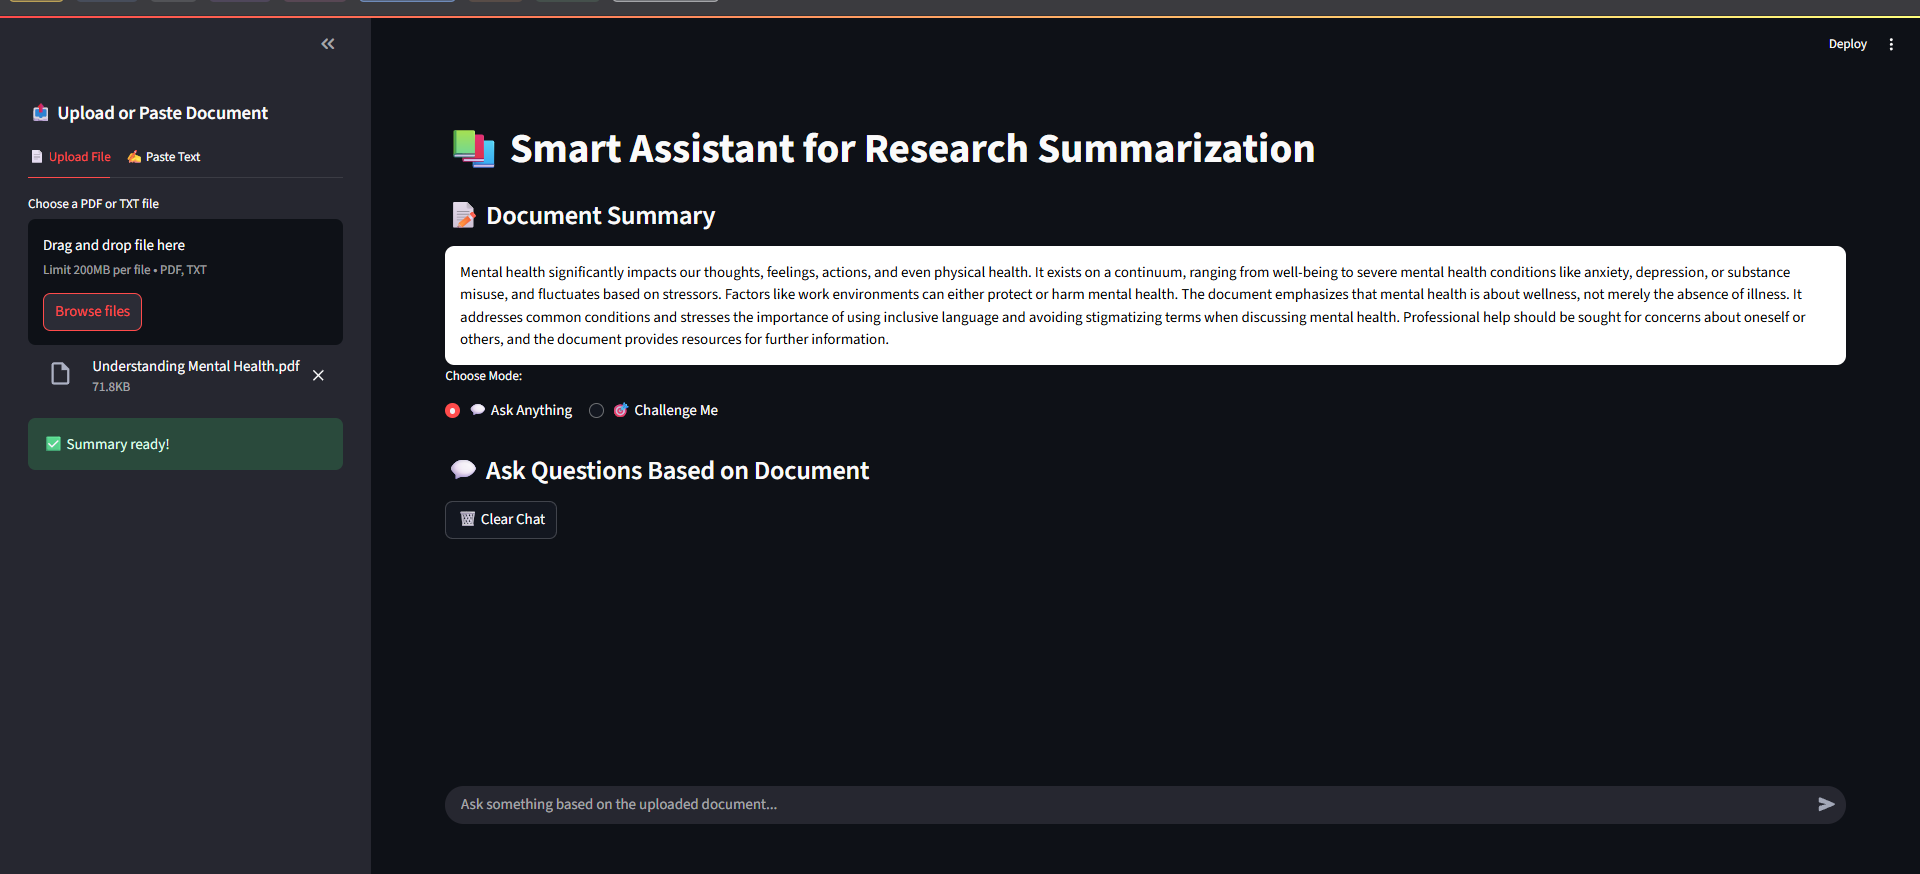 Deploy
Upload or Paste Document
Upload File
Paste Text
Choose a PDF or TXT file
Drag and drop file here
Limit 200MB per file • PDF, TXT
Browse files
Understanding Mental Health.pdf
71.8KB
Summary ready!
Smart Assistant for Research Summarization
Document Summary
Mental health significantly impacts our thoughts, feelings, actions, and even physical health. It exists on a continuum, ranging from well-being to severe mental health conditions like anxiety, depression, or substance
misuse, and fluctuates based on stressors. Factors like work environments can either protect or harm mental health. The document emphasizes that mental health is about wellness, not merely the absence of illness. It
addresses common conditions and stresses the importance of using inclusive language and avoiding stigmatizing terms when discussing mental health. Professional help should be sought for concerns about oneself or
others, and the document provides resources for further information.
Choose Mode:
Ask Anything
Challenge Me
Ask Questions Based on Document
Clear Chat
Ask something based on the uploaded document...